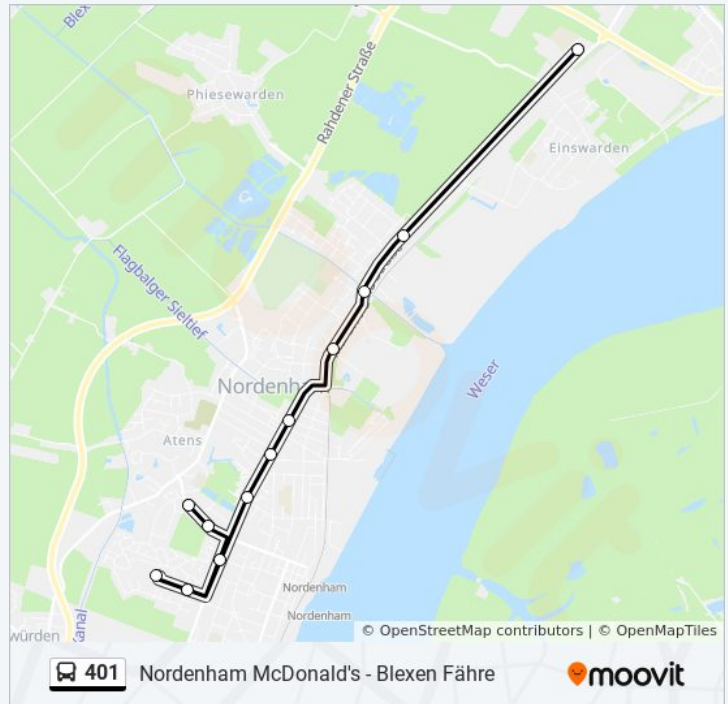 Blex
Phiesewarden
Rahdener Straße
Einswarden
Flagbalger Sieltief
Weser
Nordenha
Atens
Nordenham
Nordenham
würden
Kanal
© OpenStreetMap contributors | © OpenMapTiles
401 Nordenham McDonald's - Blexen Fähre
moovit